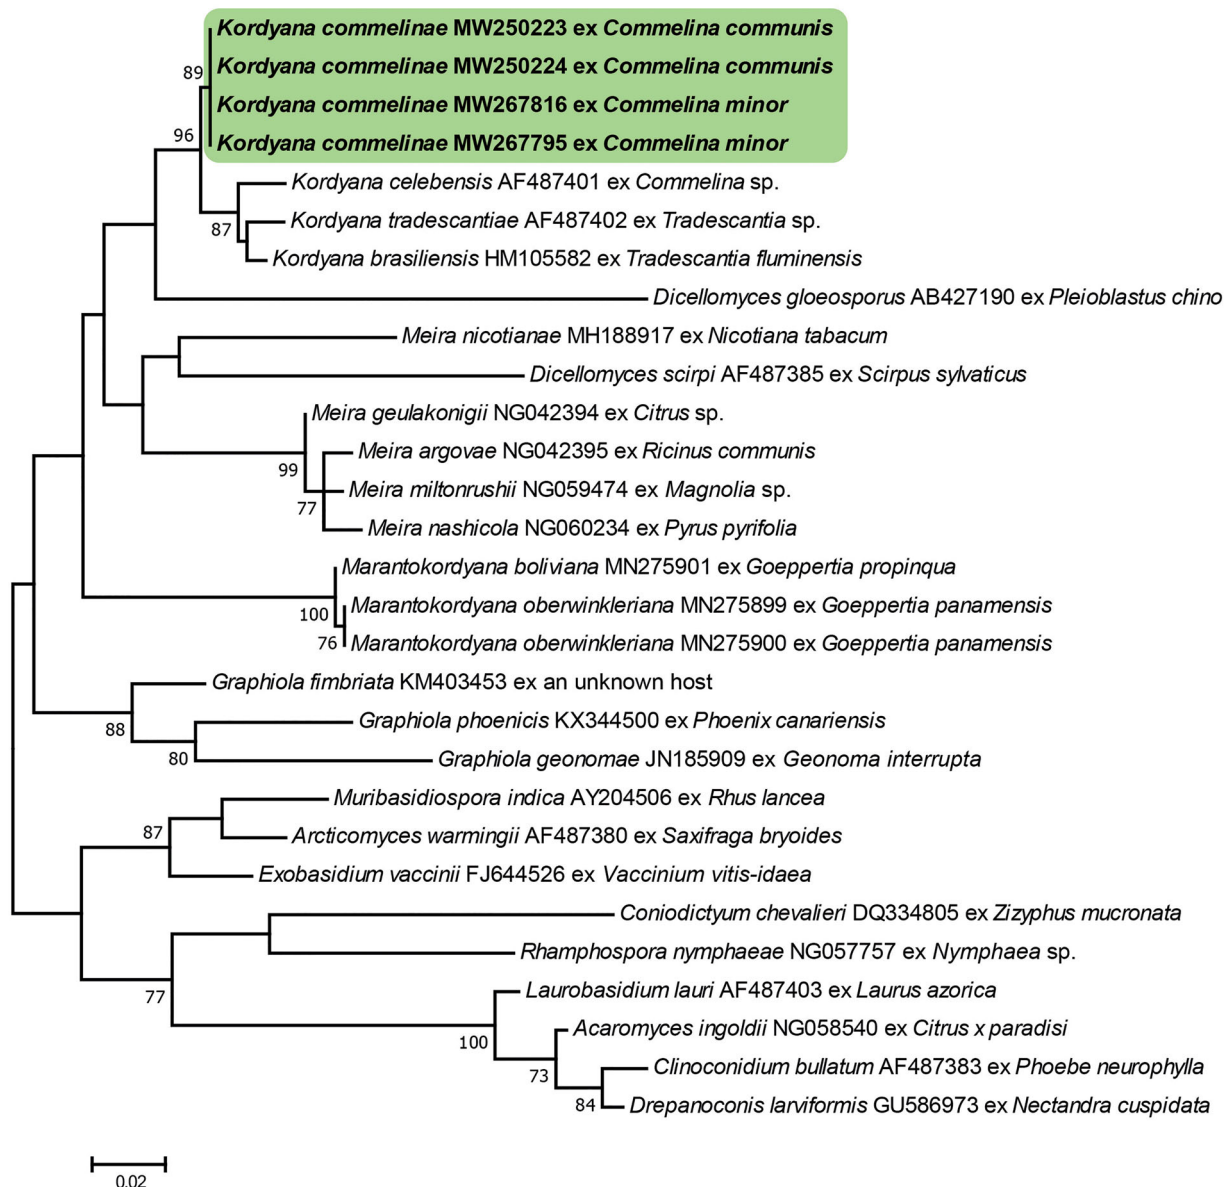 Kordyana commelinae MW250223 ex Commelina communis
Kordyana commelinae MW250224 ex Commelina communis
89
Kordyana commelinae MW267816 ex Commelina minor
96
Kordyana commelinae MW267795 ex Commelina minor
Kordyana celebensis AF487401 ex Commelina sp.
Kordyana tradescantiae AF487402 ex Tradescantia sp.
87
Kordyana brasiliensis HM105582 ex Tradescantia fluminensis
Dicellomyces gloeosporus AB427190 ex Pleioblastus chino
Meira nicotianae MH188917 ex Nicotiana tabacum
Dicellomyces scirpi AF487385 ex Scirpus sylvaticus
Meira geulakonigii NG042394 ex Citrus sp.
Meira argovae NG042395 ex Ricinus communis
99
Meira miltonrushii NG059474 ex Magnolia sp.
77
Meira nashicola NG060234 ex Pyrus pyrifolia
Marantokordyana boliviana MN275901 ex Goeppertia propinqua
Marantokordyana oberwinkleriana MN275899 ex Goeppertia panamensis
100
Marantokordyana oberwinkleriana MN275900 ex Goeppertia panamensis
76
Graphiola fimbriata KM403453 ex an unknown host
Graphiola phoenicis KX344500 ex Phoenix canariensis
88
Graphiola geonomae JN185909 ex Geonoma interrupta
80
Muribasidiospora indica AY204506 ex Rhus lancea
87
Arcticomyces warmingii AF487380 ex Saxifraga bryoides
Exobasidium vaccinii FJ644526 ex Vaccinium vitis-idaea
Coniodictyum chevalieri DQ334805 ex Zizyphus mucronata
Rhamphospora nymphaeae NG057757 ex Nymphaea sp.
77
Laurobasidium lauri AF487403 ex Laurus azorica
Acaromyces ingoldii NG058540 ex Citrus x paradisi
100
Clinoconidium bullatum AF487383 ex Phoebe neurophylla
73
Drepanoconis larviformis GU586973 ex Nectandra cuspidata
84
0.02